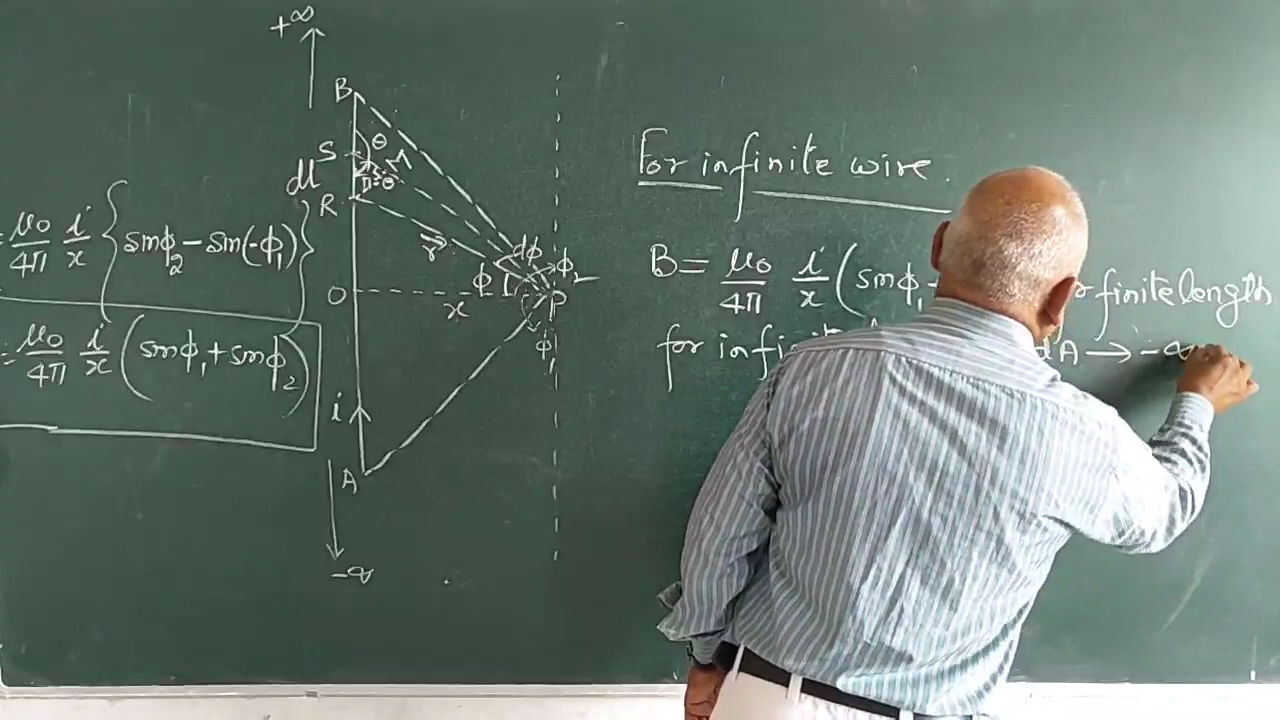 +∞
B
S
θ
M
dl
π-θ
R
= μ₀/4π i/x { sinφ₂ - sin(-φ₁) }
r
dφ
φ
φ₂
O
x
P
= μ₀/4π i/x ( sinφ₁ + sinφ₂ )
φ₁
i
A
-∞
For infinite wire.
B = μ₀/4π i/x ( sinφ₁ finite length
for A → -∞